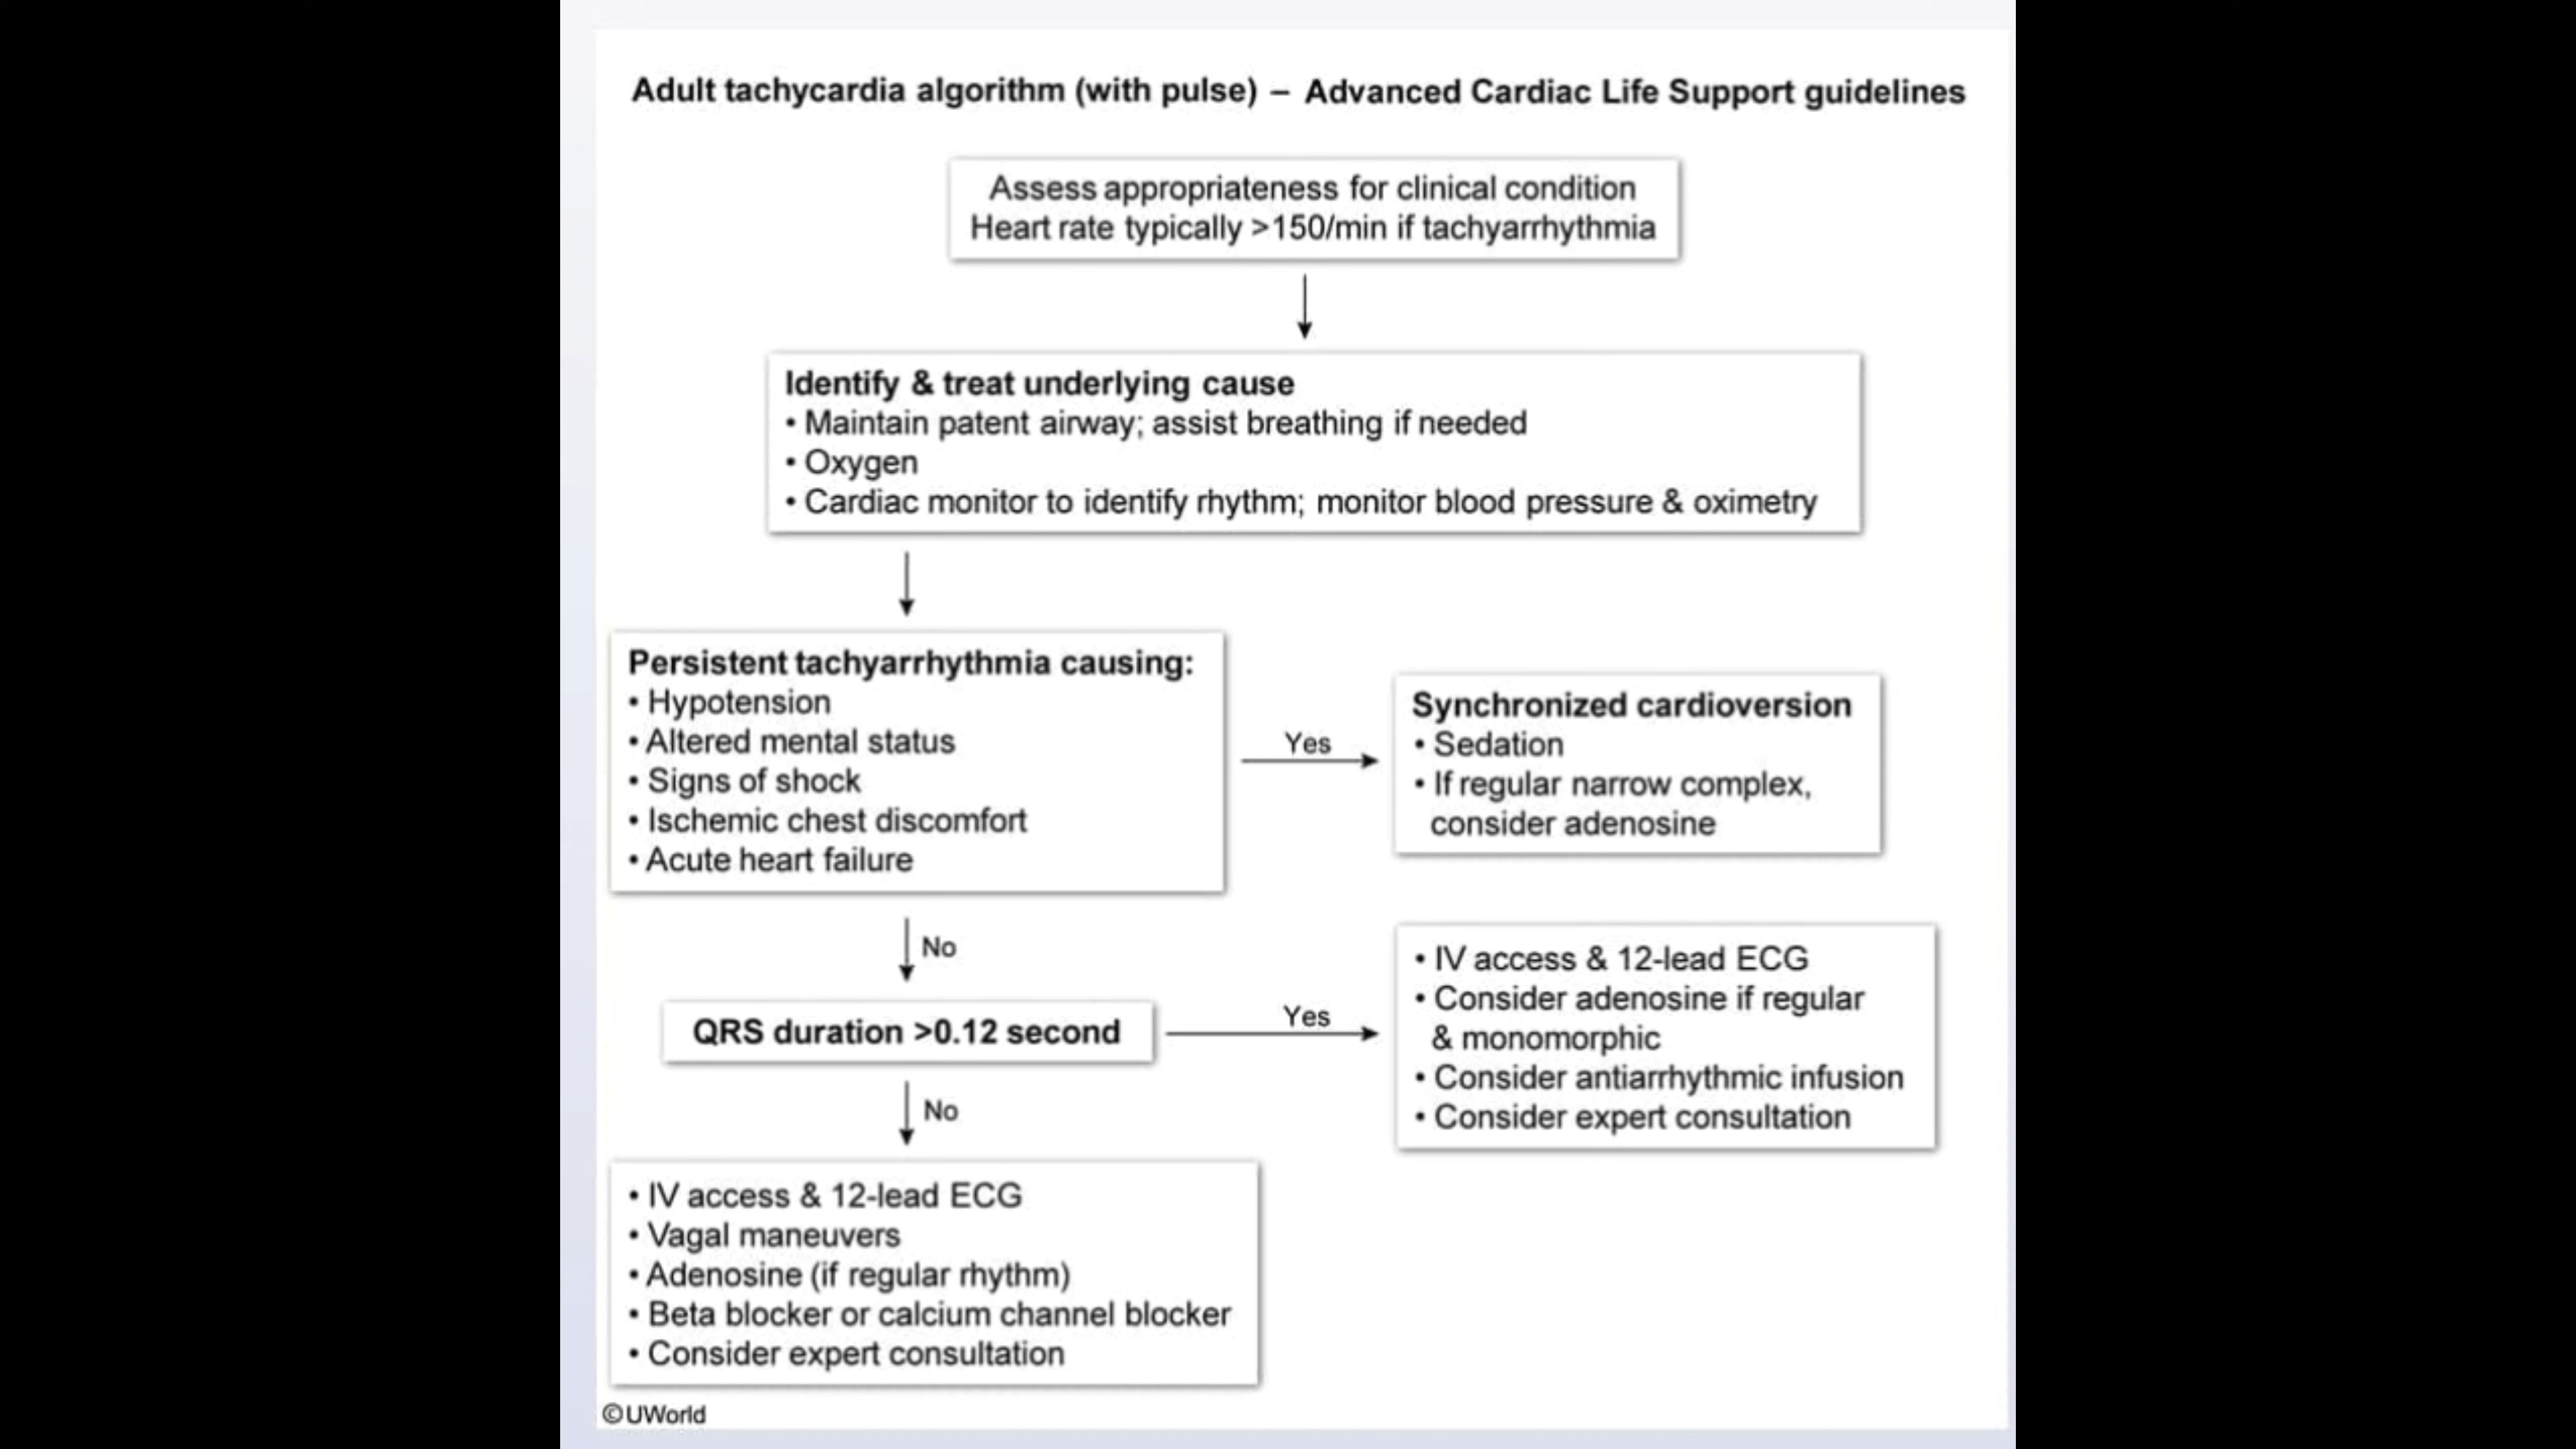 Adult tachycardia algorithm (with pulse) – Advanced Cardiac Life Support guidelines
Assess appropriateness for clinical condition
Heart rate typically >150/min if tachyarrhythmia
Identify & treat underlying cause
• Maintain patent airway; assist breathing if needed
• Oxygen
• Cardiac monitor to identify rhythm; monitor blood pressure & oximetry
Persistent tachyarrhythmia causing:
• Hypotension
• Altered mental status
• Signs of shock
• Ischemic chest discomfort
• Acute heart failure
Yes
Synchronized cardioversion
• Sedation
• If regular narrow complex,
consider adenosine
No
QRS duration >0.12 second
Yes
• IV access & 12-lead ECG
• Consider adenosine if regular
& monomorphic
• Consider antiarrhythmic infusion
• Consider expert consultation
No
• IV access & 12-lead ECG
• Vagal maneuvers
• Adenosine (if regular rhythm)
• Beta blocker or calcium channel blocker
• Consider expert consultation
©UWorld